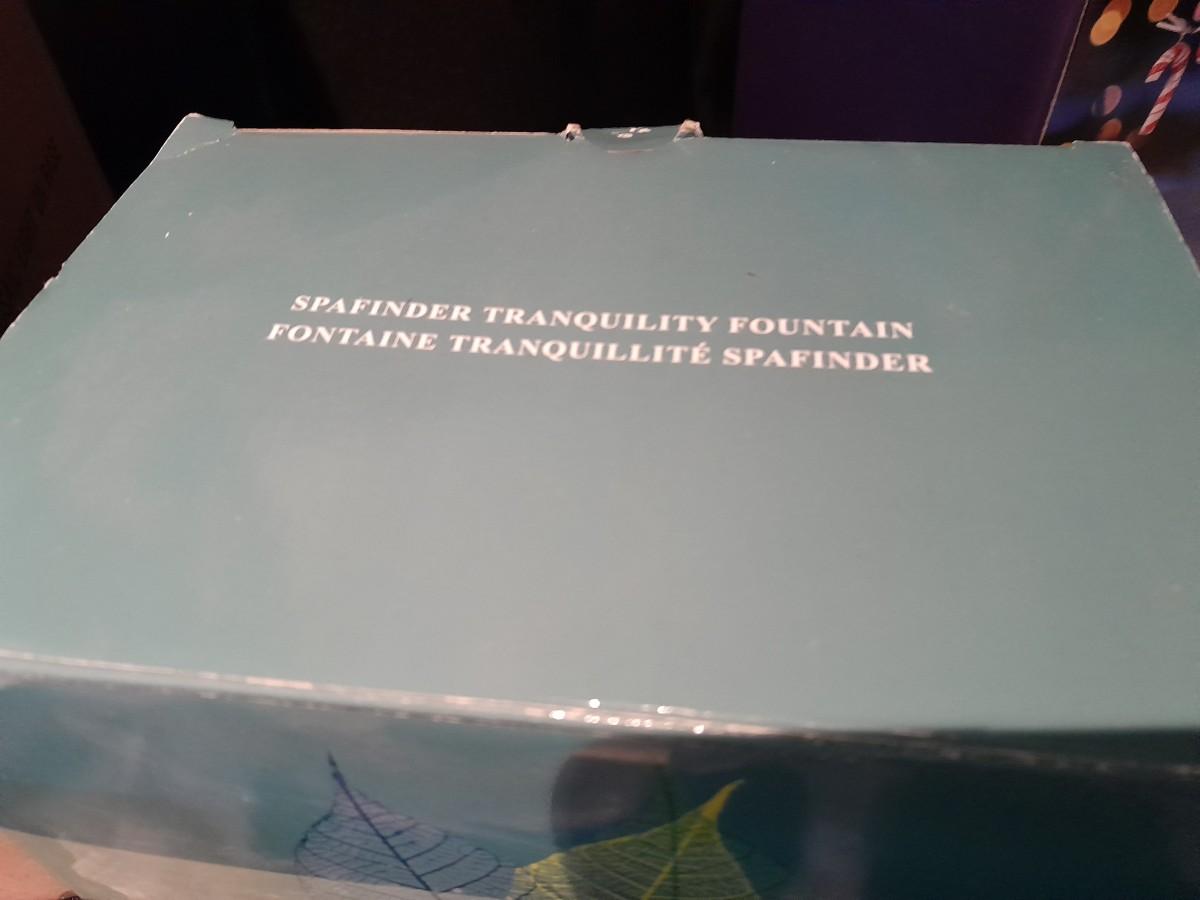 SPAFINDER TRANQUILITY FOUNTAIN
FONTAINE TRANQUILLITÉ SPAFINDER